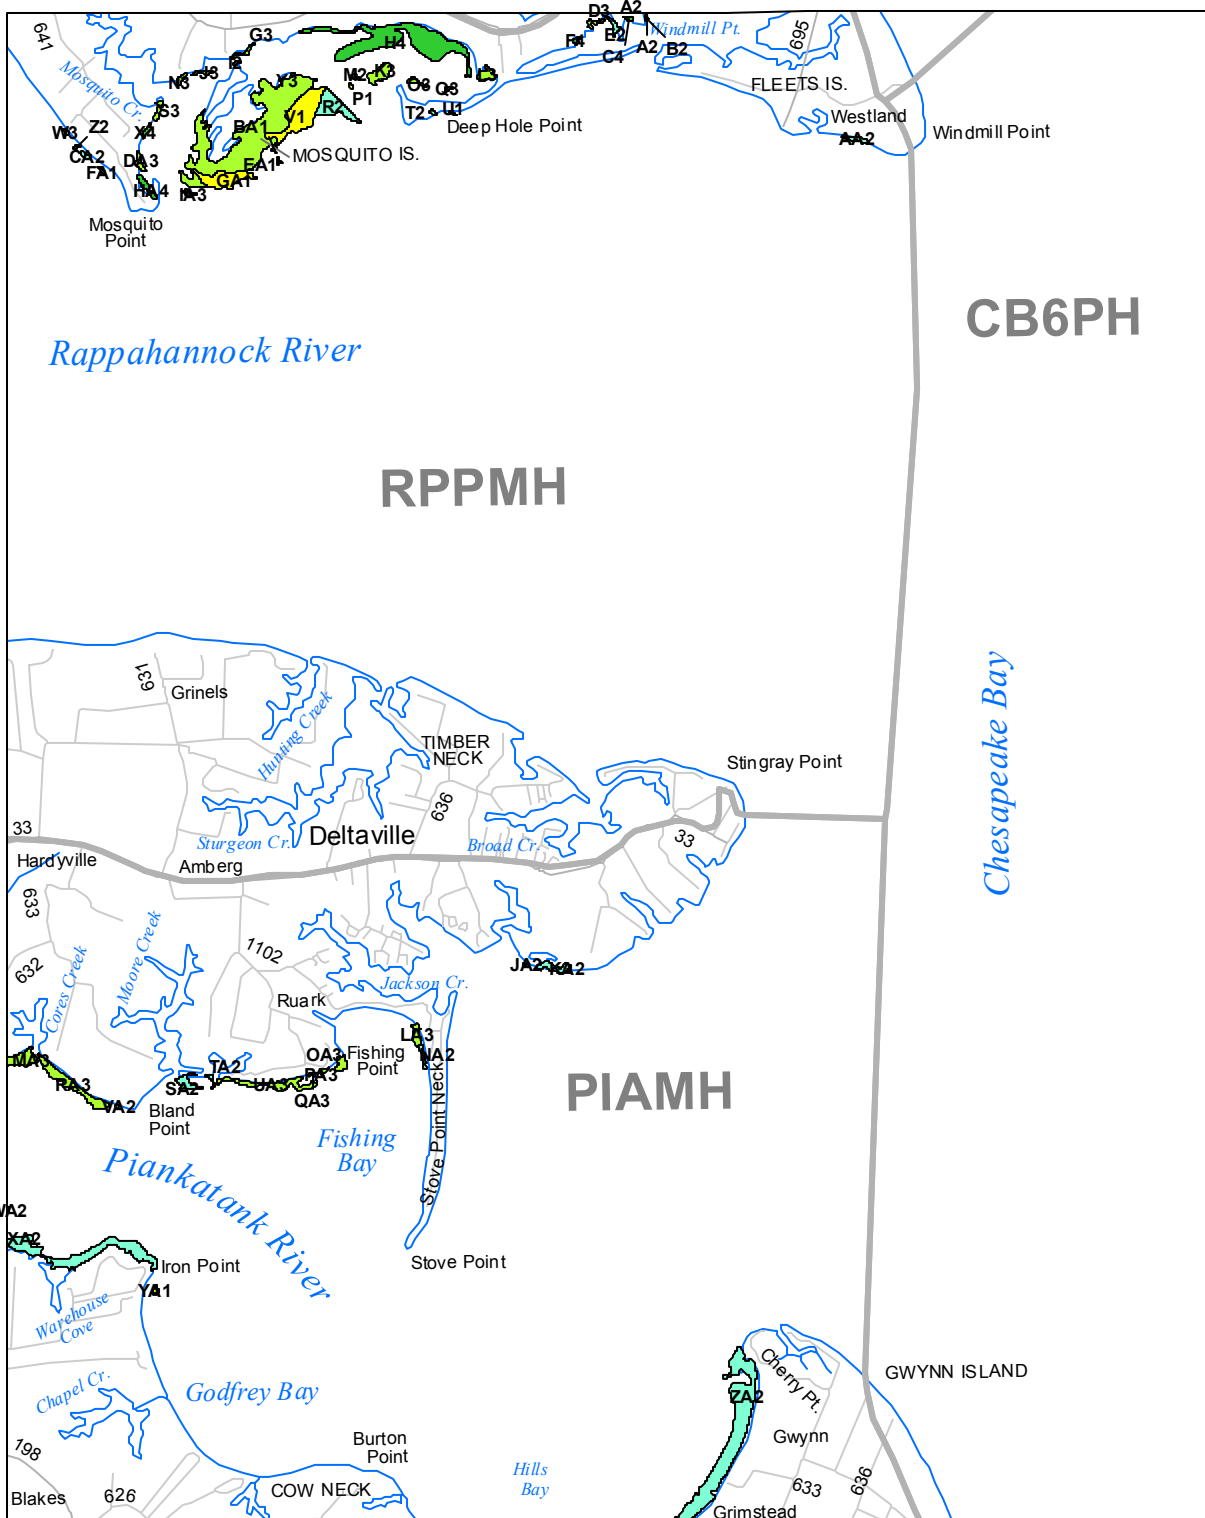 D3
A2
641
G3
H4
F4
E2
C4
A2
B2
Windmill Pt.
695
Mosquito Cr.
N3
J3
I2
M2
K3
P1
O3
Q3
L3
FLEETS IS.
S3
Y3
V1
R2
T2
U1
Deep Hole Point
Westland
AA2
Windmill Point
W3
Z2
X4
BA1
CA2
DA3
EA1
MOSQUITO IS.
FA1
HA4
IA3
GA1
Mosquito
Point
CB6PH
Rappahannock River
RPPMH
631
Grinels
Hunting Creek
TIMBER
NECK
Stingray Point
Chesapeake Bay
636
33
Sturgeon Cr.
Deltaville
Broad Cr.
33
Hardyville
Amberg
633
Moore Creek
1102
632
Cores Creek
JA2
KA2
Jackson Cr.
Ruark
LA3
MA3
OA3
Fishing
Point
NA2
RA3
TA2
SA2
UA3
PA3
QA3
VA2
Bland
Point
PIAMH
Fishing
Bay
Stove Point Neck
Piankatank River
XA2
Iron Point
Stove Point
YA1
Warehouse
Cove
Cherry Pt.
GWYNN ISLAND
Chapel Cr.
Godfrey Bay
ZA2
Gwynn
198
Burton
Point
Hills
Bay
633
636
Blakes
626
COW NECK
Grimstead